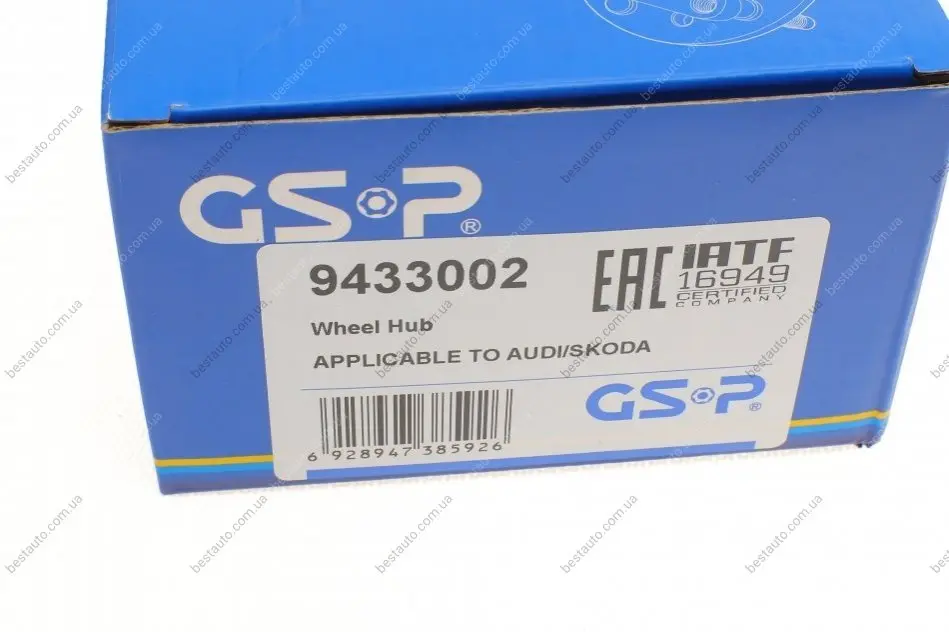 GSP®
9433002
EAC
IATF
16949
CERTIFIED
COMPANY
Wheel Hub
APPLICABLE TO AUDI/SKODA
GSP®
6 928947 385926
bestauto.com.ua